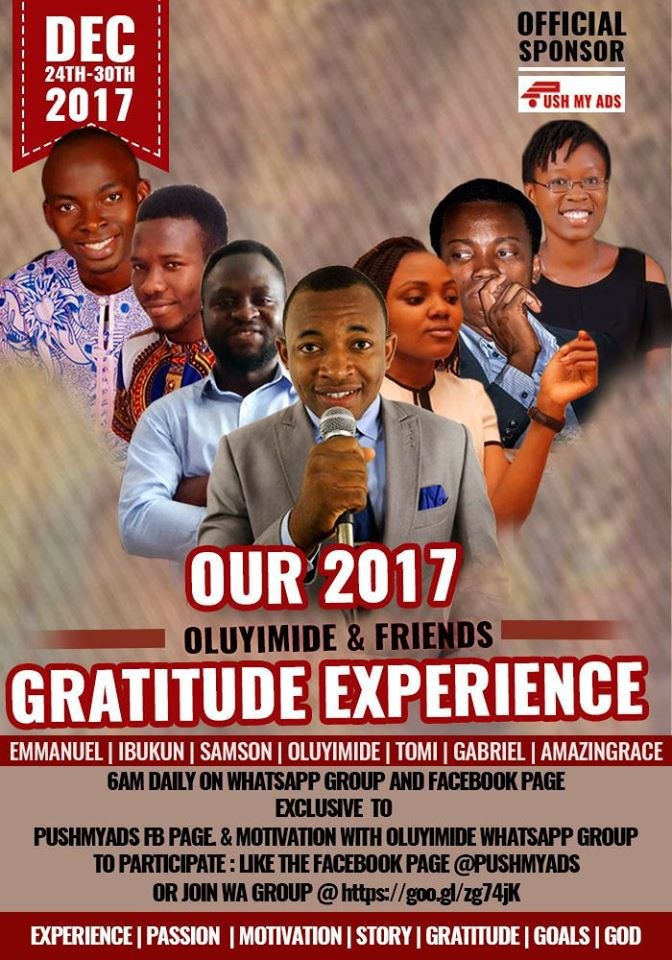 DEC
24TH-30TH
2017
OFFICIAL
SPONSOR
PUSH MY ADS
OUR 2017
OLUYIMIDE & FRIENDS
GRATITUDE EXPERIENCE
EMMANUEL | IBUKUN | SAMSON | OLUYIMIDE | TOMI | GABRIEL | AMAZINGRACE
6AM DAILY ON WHATSAPP GROUP AND FACEBOOK PAGE
EXCLUSIVE TO
PUSHMYADS FB PAGE. & MOTIVATION WITH OLUYIMIDE WHATSAPP GROUP
TO PARTICIPATE : LIKE THE FACEBOOK PAGE @PUSHMYADS
OR JOIN WA GROUP @ https://goo.gl/zg74jK
EXPERIENCE | PASSION | MOTIVATION | STORY | GRATITUDE | GOALS | GOD